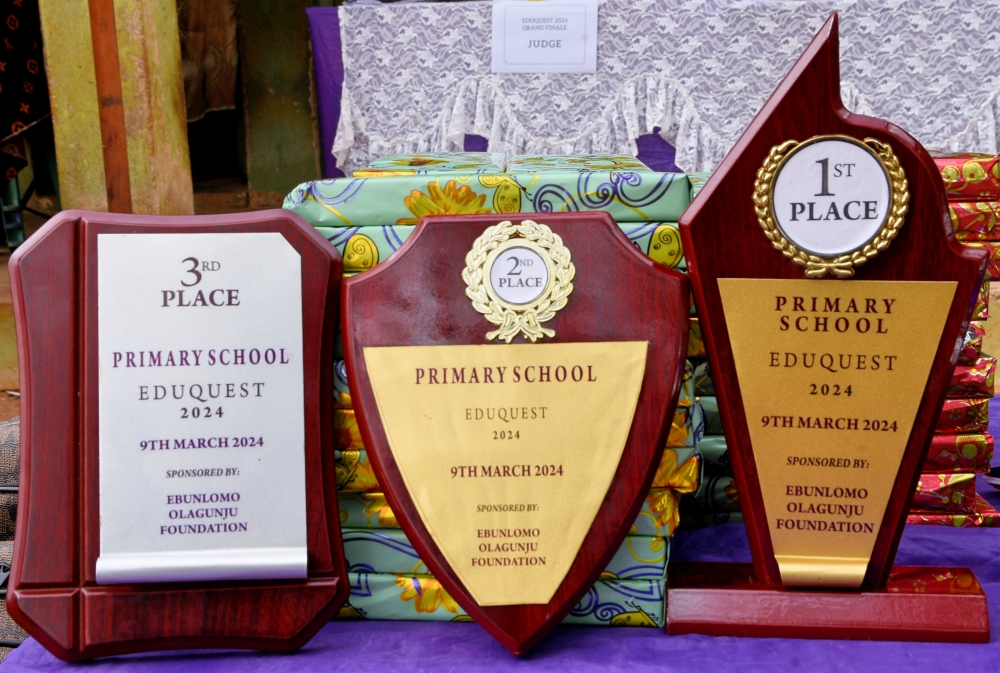 EDUQUEST 2024
GRAND FINALE
JUDGE
3RD
PLACE
PRIMARY SCHOOL
EDUQUEST
2024
9TH MARCH 2024
SPONSORED BY:
EBUNLOMO
OLAGUNJU
FOUNDATION
2ND
PLACE
PRIMARY SCHOOL
EDUQUEST
2024
9TH MARCH 2024
SPONSORED BY:
EBUNLOMO
OLAGUNJU
FOUNDATION
1ST
PLACE
PRIMARY
SCHOOL
EDUQUEST
2024
9TH MARCH 2024
SPONSORED BY:
EBUNLOMO
OLAGUNJU
FOUNDATION